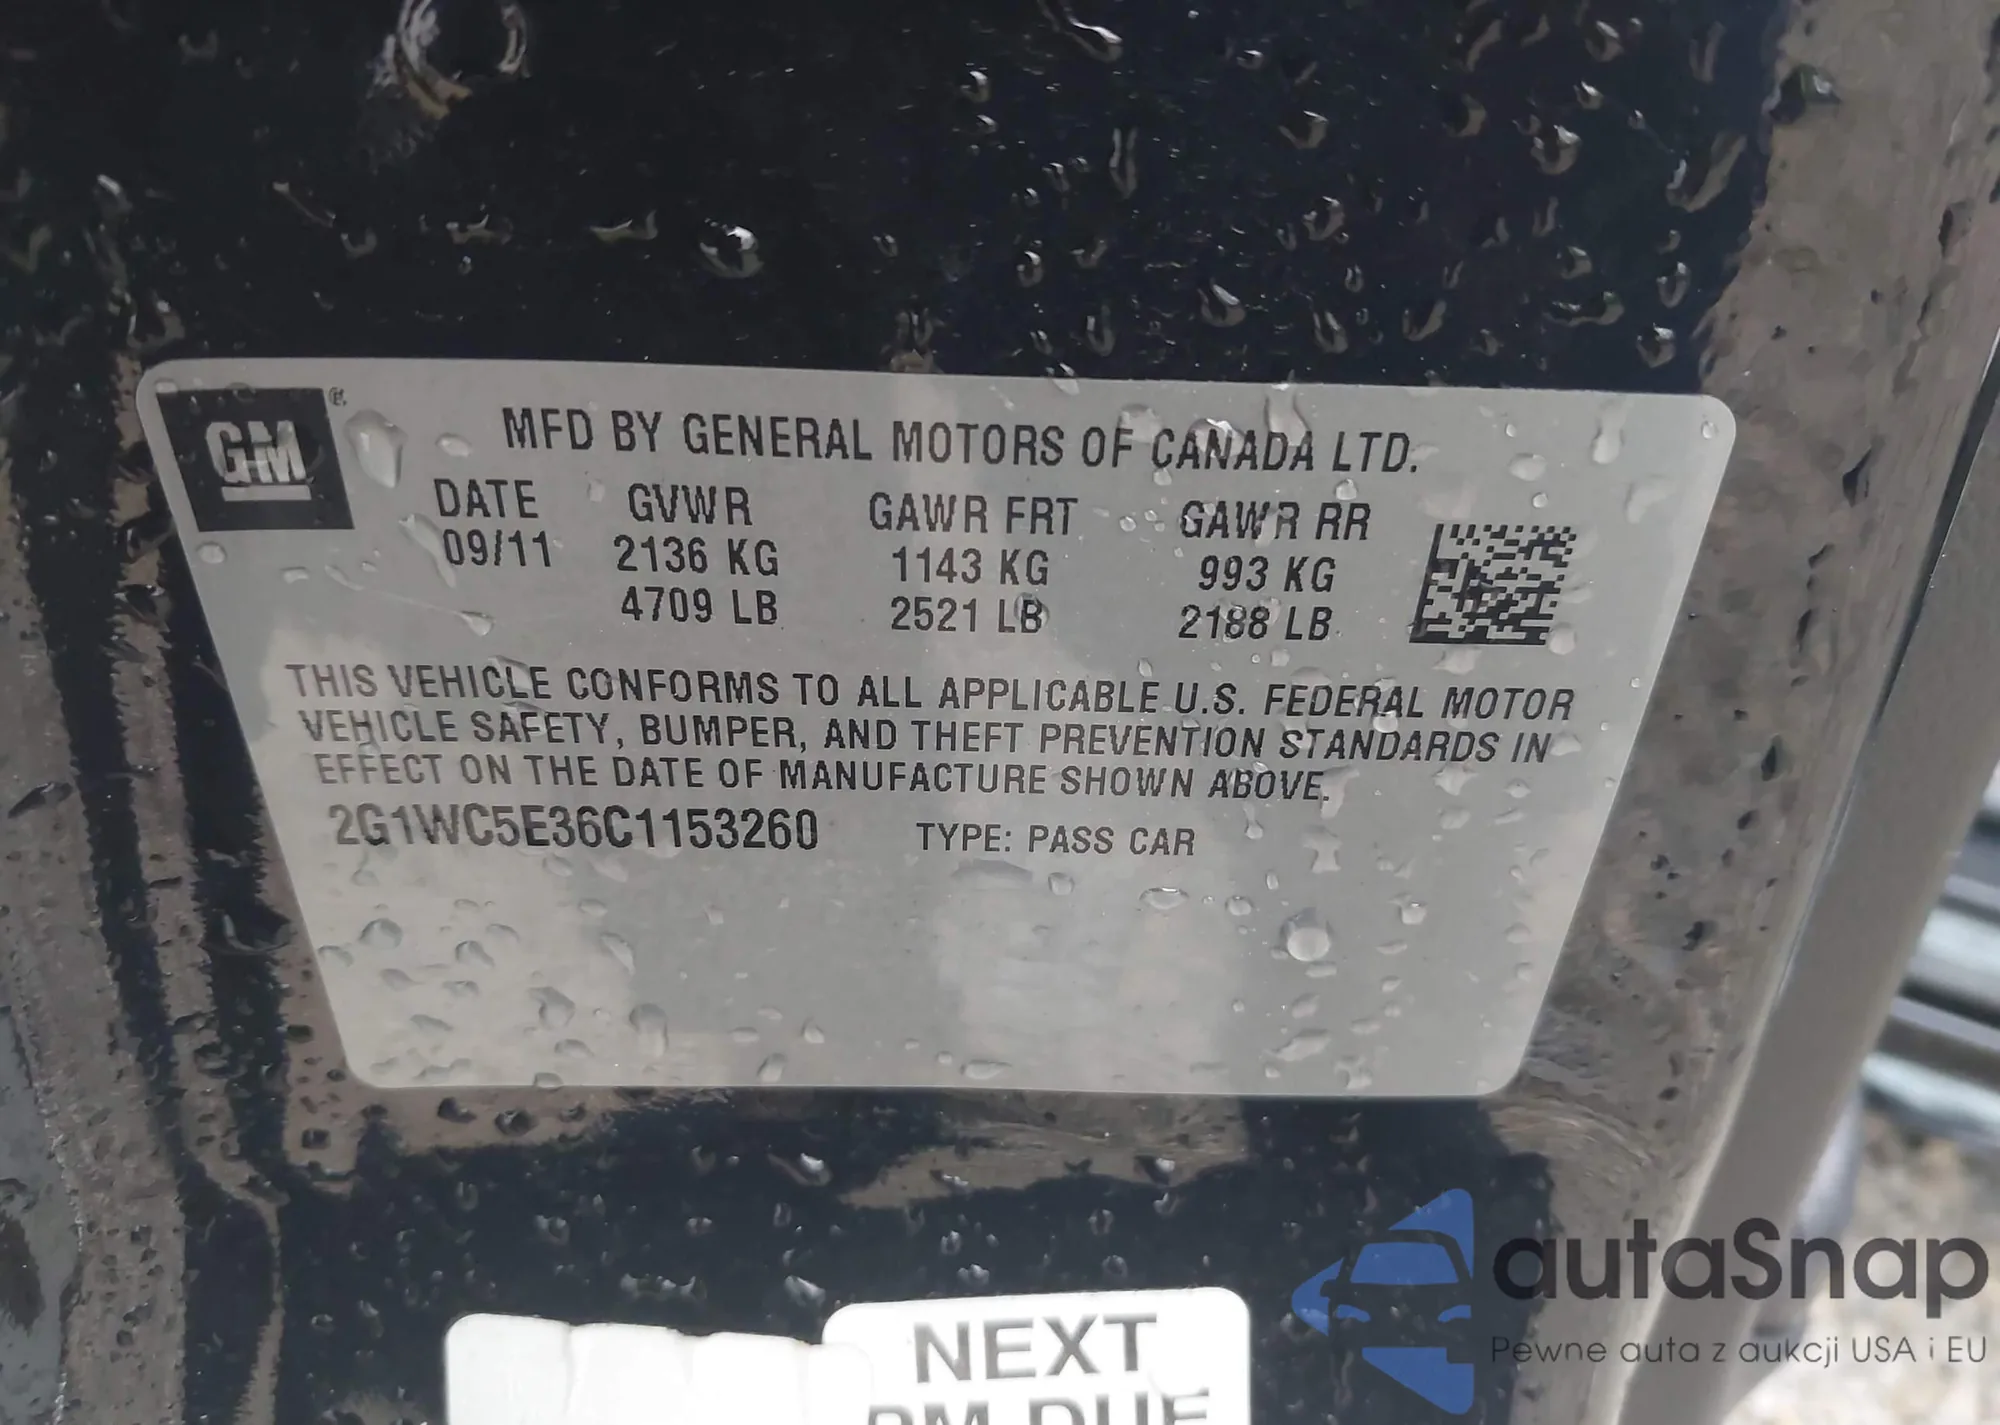 GM
MFD BY GENERAL MOTORS OF CANADA LTD.
DATE GVWR GAWR FRT GAWR RR
09/11 2136 KG 1143 KG 993 KG
4709 LB 2521 LB 2188 LB
THIS VEHICLE CONFORMS TO ALL APPLICABLE U.S. FEDERAL MOTOR
VEHICLE SAFETY, BUMPER, AND THEFT PREVENTION STANDARDS IN
EFFECT ON THE DATE OF MANUFACTURE SHOWN ABOVE.
2G1WC5E36C1153260 TYPE: PASS CAR
NEXT
PM DUE
autaSnap
Pewne auta z aukcji USA i EU